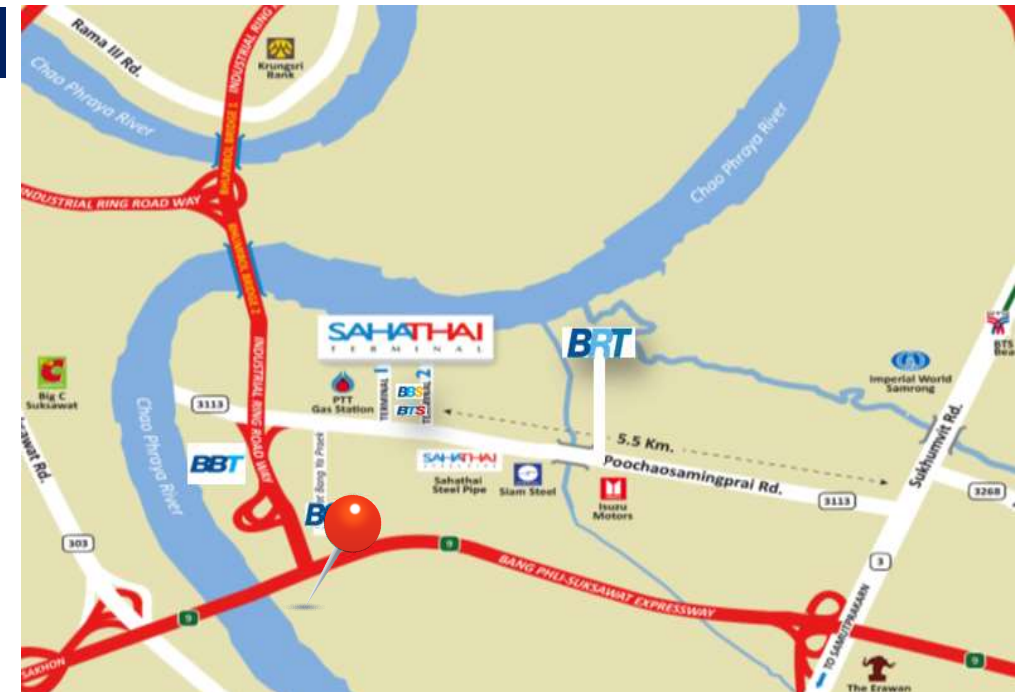 Rama III Rd.
INDUSTRIAL RING
Krungsri
Bank
Chao Phraya River
BHUMIBOL BRIDGE 1
Chao Phraya River
INDUSTRIAL RING ROAD WAY
BHUMIBOL BRIDGE 2
SAHATHAI
TERMINAL
BRT
BTS
Imperial World
Samrong
Big C
Suksawat
PTT
Gas Station
TERMINAL 1
BBS
BTS
2
INDUSTRIAL RING ROAD WAY
3113
Chao Phraya River
5.5 Km.
Sukhumvit Rd.
BBT
SAHATHAI
Sahathai
Steel Pipe
Siam Steel
Poochaosamingprai Rd.
Isuzu
Motors
3113
3268
303
9
BANG PHLI-SUKSAWAT EXPRESSWAY
3
9
TO SAMUTPRAKARN
9
SAKHON
The Erawan